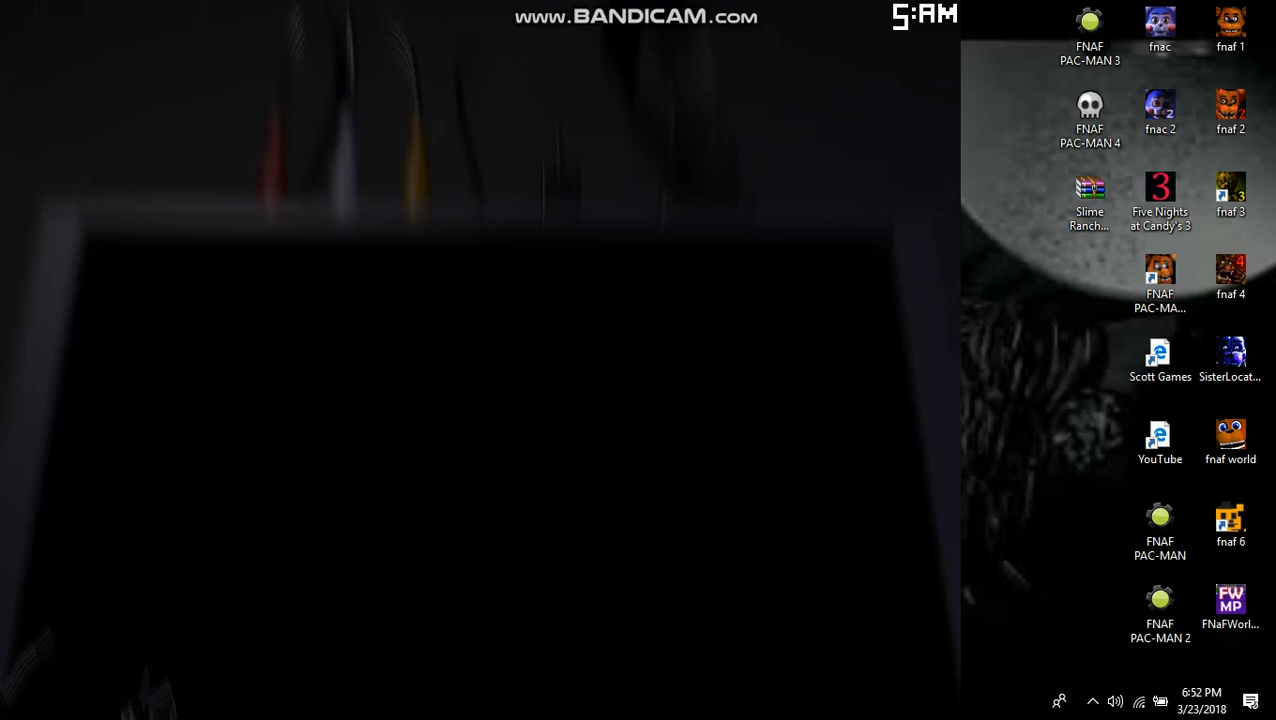 www.BANDICAM.com
5:AM
FNAF
PAC-MAN 3
fnac
fnaf 1
FNAF
PAC-MAN 4
fnac 2
fnaf 2
Slime
Ranch...
Five Nights
at Candy's 3
fnaf 3
FNAF
PAC-MA...
fnaf 4
Scott Games
SisterLocat...
YouTube
fnaf world
FNAF
PAC-MAN
fnaf 6
FNAF
PAC-MAN 2
FW
MP
FNaFWorl...
6:52 PM
3/23/2018